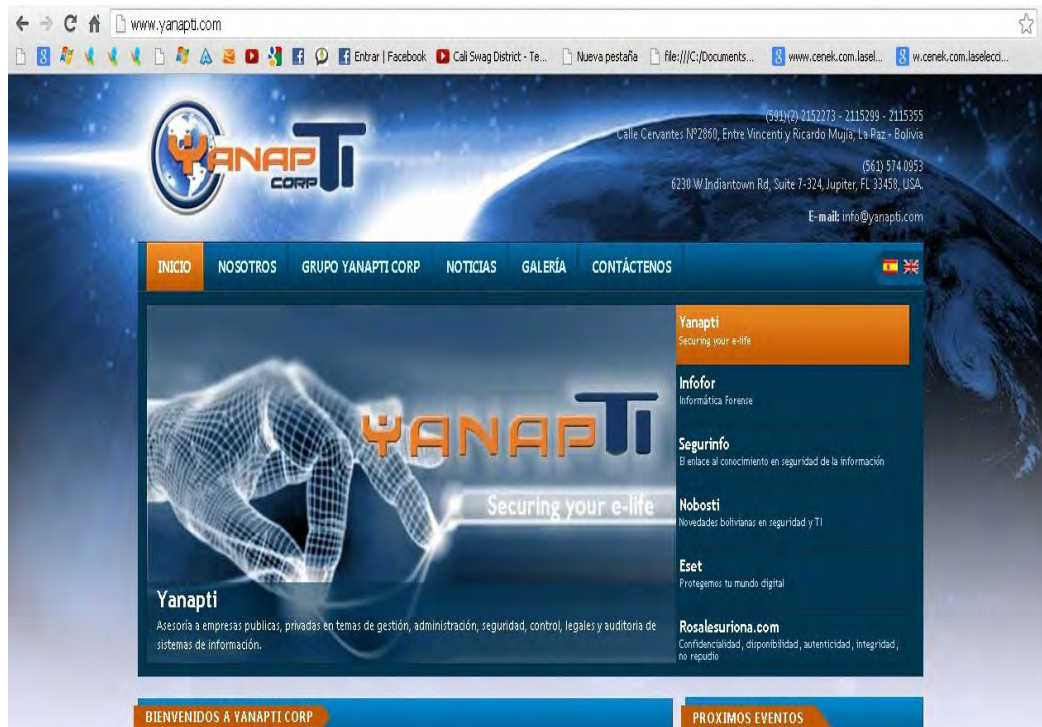 www.yanapti.com
Entrar | Facebook
Cali Swag District - Te...
Nueva pestaña
file:///C:/Documents...
www.cenek.com.lasel...
w.cenek.com.laselecci...
YANAPTI
CORP
(591)(2) 2152273 - 2115299 - 2115355
Calle Cervantes Nº2860, Entre Vincenti y Ricardo Mujía, La Paz - Bolivia
(561) 574 0953
6230 W Indiantown Rd, Suite 7-324, Jupiter, FL 33458, USA.
E-mail: info@yanapti.com
INICIO
NOSOTROS
GRUPO YANAPTI CORP
NOTICIAS
GALERÍA
CONTÁCTENOS
YANAPTI
Securing your e-life
Yanapti
Asesoría a empresas publicas, privadas en temas de gestión, administración, seguridad, control, legales y auditoria de
sistemas de información.
Yanapti
Securing your e-life
Infofor
Informática Forense
Segurinfo
El enlace al conocimiento en seguridad de la información
Nobosti
Novedades bolivianas en seguridad y TI
Eset
Protegemos tu mundo digital
Rosalesuriona.com
Confidencialidad, disponibilidad, autenticidad, integridad,
no repudio
BIENVENIDOS A YANAPTI CORP
PROXIMOS EVENTOS